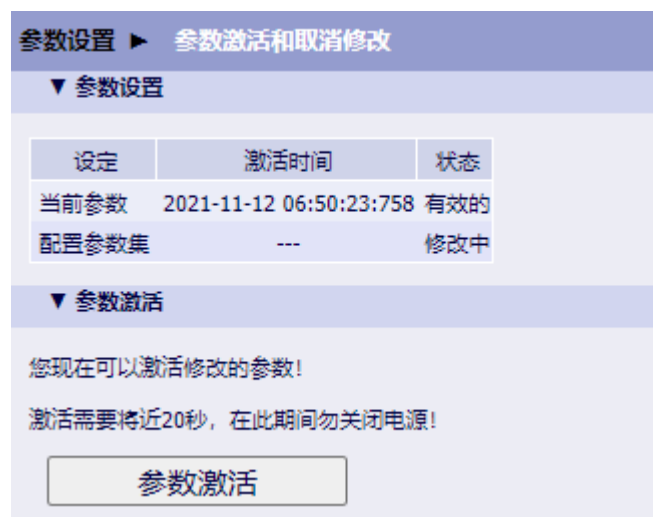 参数设置 ► 参数激活和取消修改
▼ 参数设置
设定 激活时间 状态
当前参数 2021-11-12 06:50:23:758 有效的
配置参数集 --- 修改中
▼ 参数激活
您现在可以激活修改的参数!
激活需要将近20秒，在此期间勿关闭电源!
参数激活